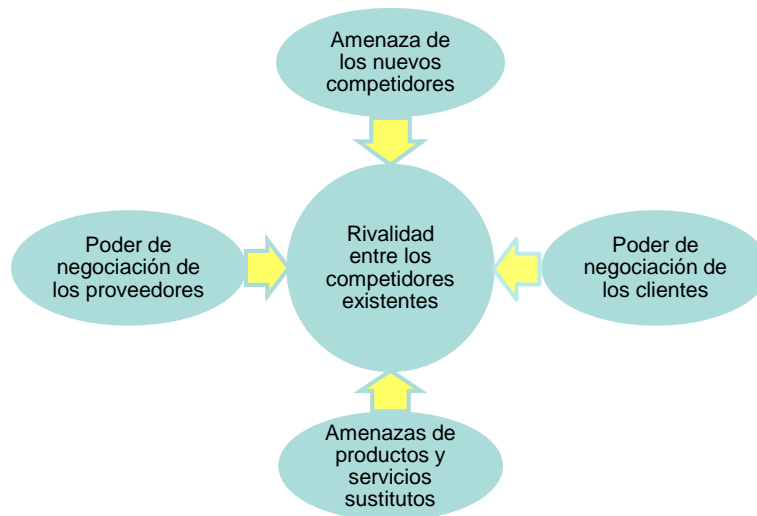 Amenaza de
los nuevos
competidores
Poder de
negociación de
los proveedores
Rivalidad
entre los
competidores
existentes
Poder de
negociación de
los clientes
Amenazas de
productos y
servicios
sustitutos